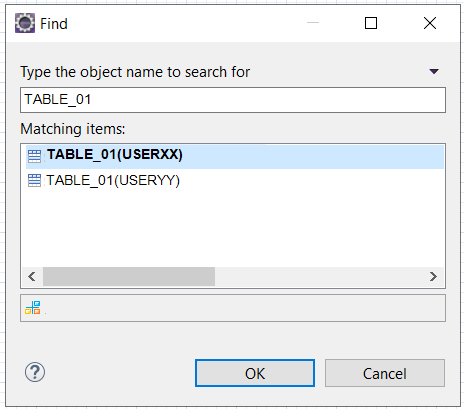 Find
Type the object name to search for
TABLE_01
Matching items:
TABLE_01(USERXX)
TABLE_01(USERYY)
?
OK
Cancel